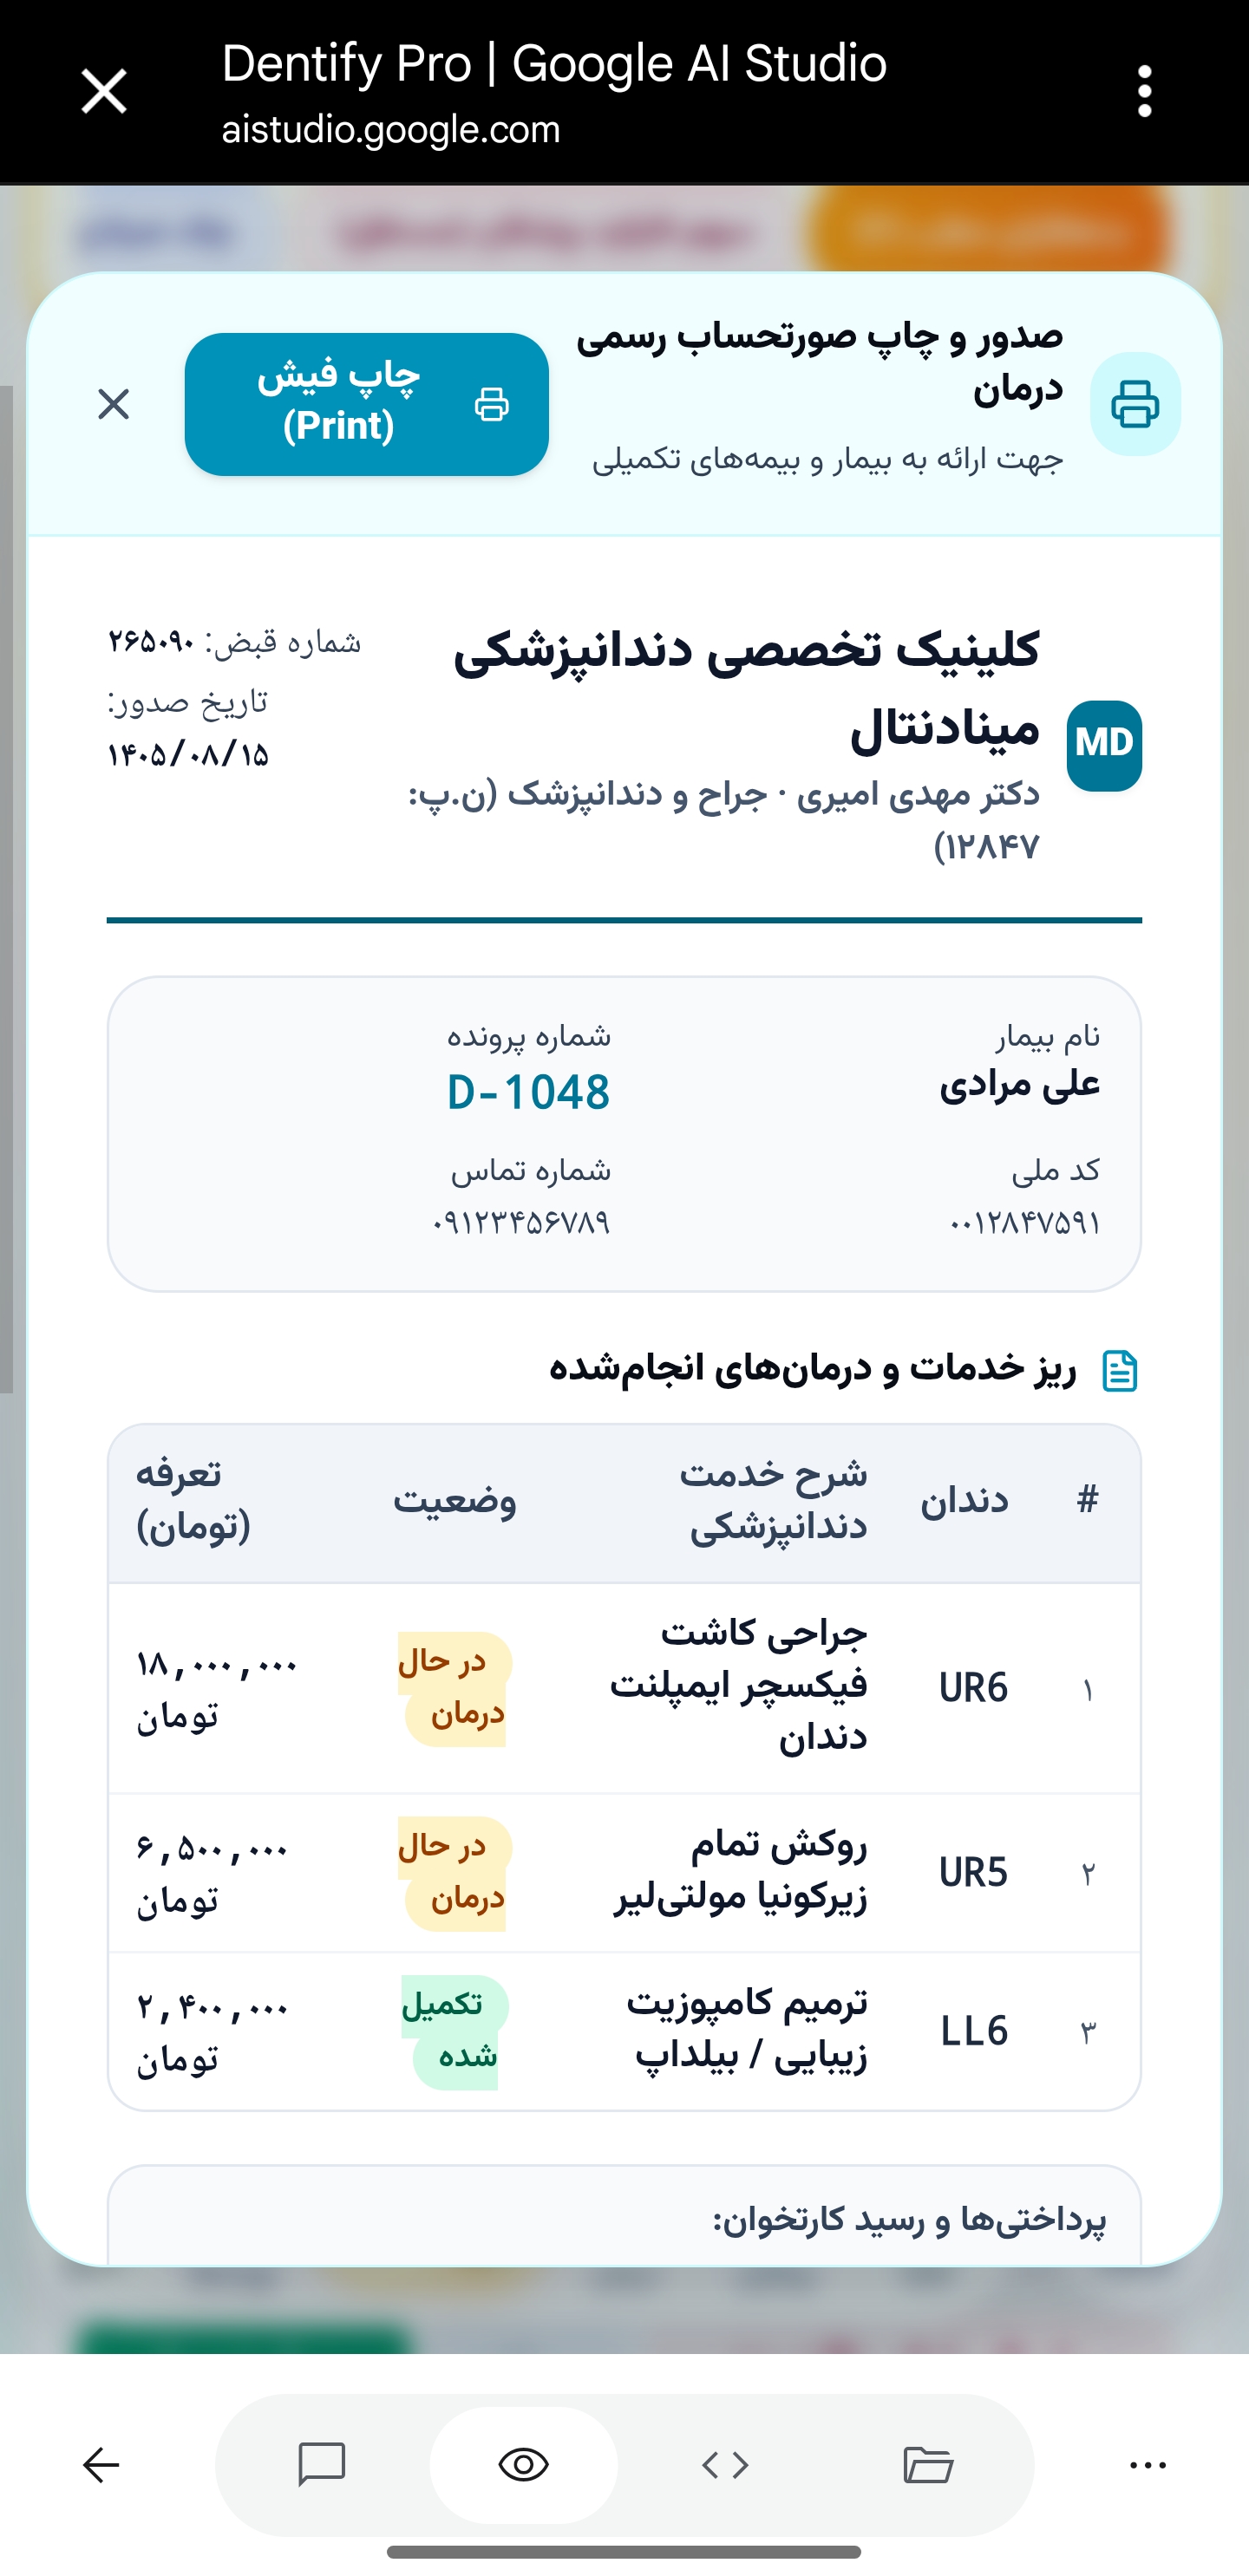 Dentify Pro | Google AI Studio
aistudio.google.com
صدور و چاپ صورتحساب رسمی
درمان
جهت ارائه به بیمار و بیمه‌های تکمیلی
چاپ فیش
(Print)
کلینیک تخصصی دندانپزشکی
مینادنتال
MD
دکتر مهدی امیری · جراح و دندانپزشک (ن.پ:
۱۲۸۴۷)
شماره قبض: ۲۶۵۰۹۰
تاریخ صدور:
۱۴۰۵/۰۸/۱۵
نام بیمار
علی مرادی
شماره پرونده
D-1048
کد ملی
۰۰۱۲۸۴۷۵۹۱
شماره تماس
۰۹۱۲۳۴۵۶۷۸۹
ریز خدمات و درمان‌های انجام‌شده
# دندان شرح خدمت دندانپزشکی وضعیت تعرفه (تومان)
۱ UR6 جراحی کاشت فیکسچر ایمپلنت دندان در حال درمان ۱۸,۰۰۰,۰۰۰ تومان
۲ UR5 روکش تمام زیرکونیا مولتی‌لیر در حال درمان ۶,۵۰۰,۰۰۰ تومان
۳ LL6 ترمیم کامپوزیت زیبایی / بیلداپ تکمیل شده ۲,۴۰۰,۰۰۰ تومان
پرداختی‌ها و رسید کارتخوان: